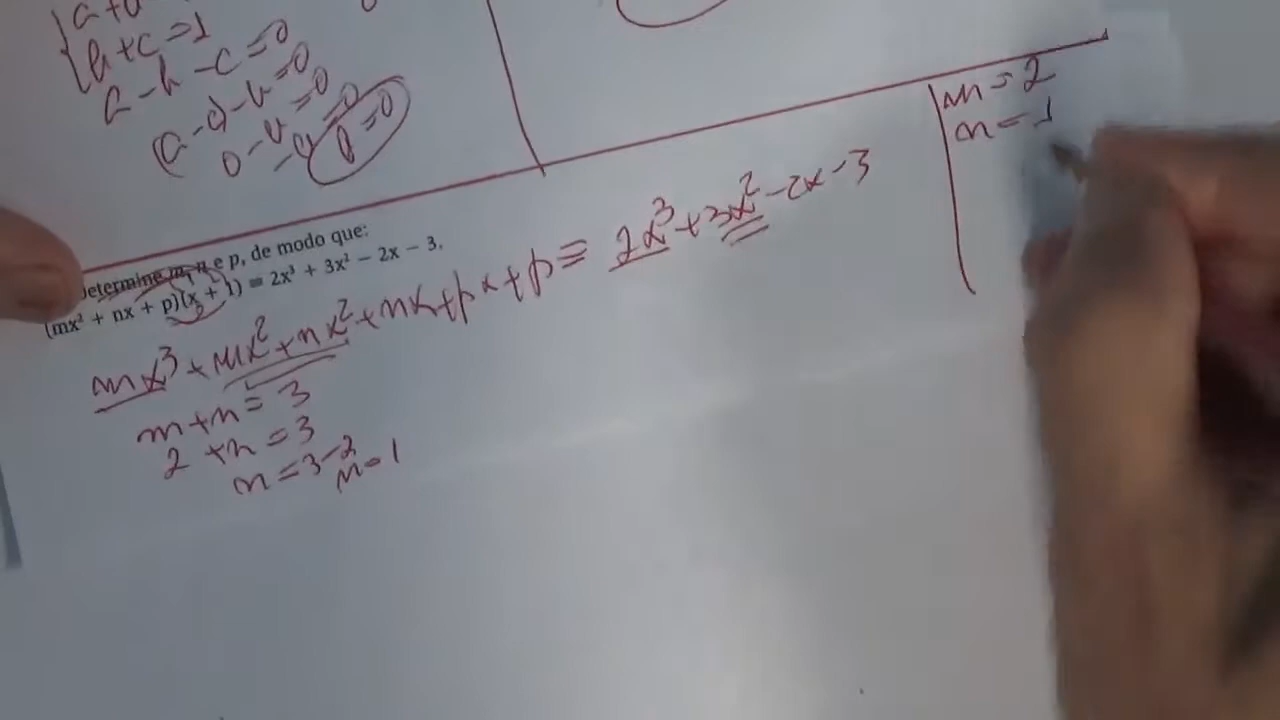 b+c=1
a-b-c=0
(a-c)-b=0
0-b=0
b=0
m=2
n=1
Determine m, n e p, de modo que:
(mx² + nx + p)(x + 1) = 2x³ + 3x² − 2x − 3.
mx³+mx²+nx²+nx+px+p≡2x³+3x²-2x-3
m+n=3
2+n=3
n=3-2
n=1